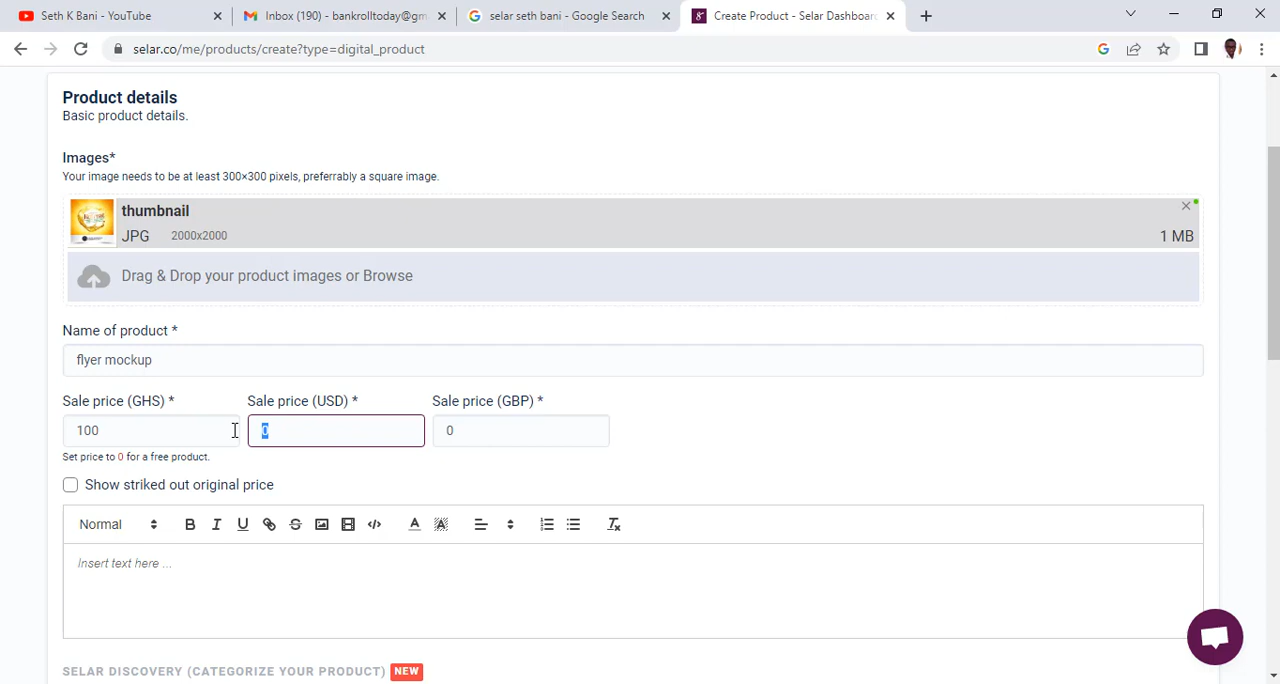 Seth K Bani - YouTube
Inbox (190) - bankrolltoday@gm
selar seth bani - Google Search
Create Product - Selar Dashboar
selar.co/me/products/create?type=digital_product
Product details
Basic product details.
Images*
Your image needs to be at least 300×300 pixels, preferrably a square image.
thumbnail
JPG 2000x2000
1 MB
Drag & Drop your product images or Browse
Name of product *
flyer mockup
Sale price (GHS) * Sale price (USD) * Sale price (GBP) *
100 0 0
Set price to 0 for a free product.
Show striked out original price
Normal
Insert text here ...
SELAR DISCOVERY (CATEGORIZE YOUR PRODUCT) NEW